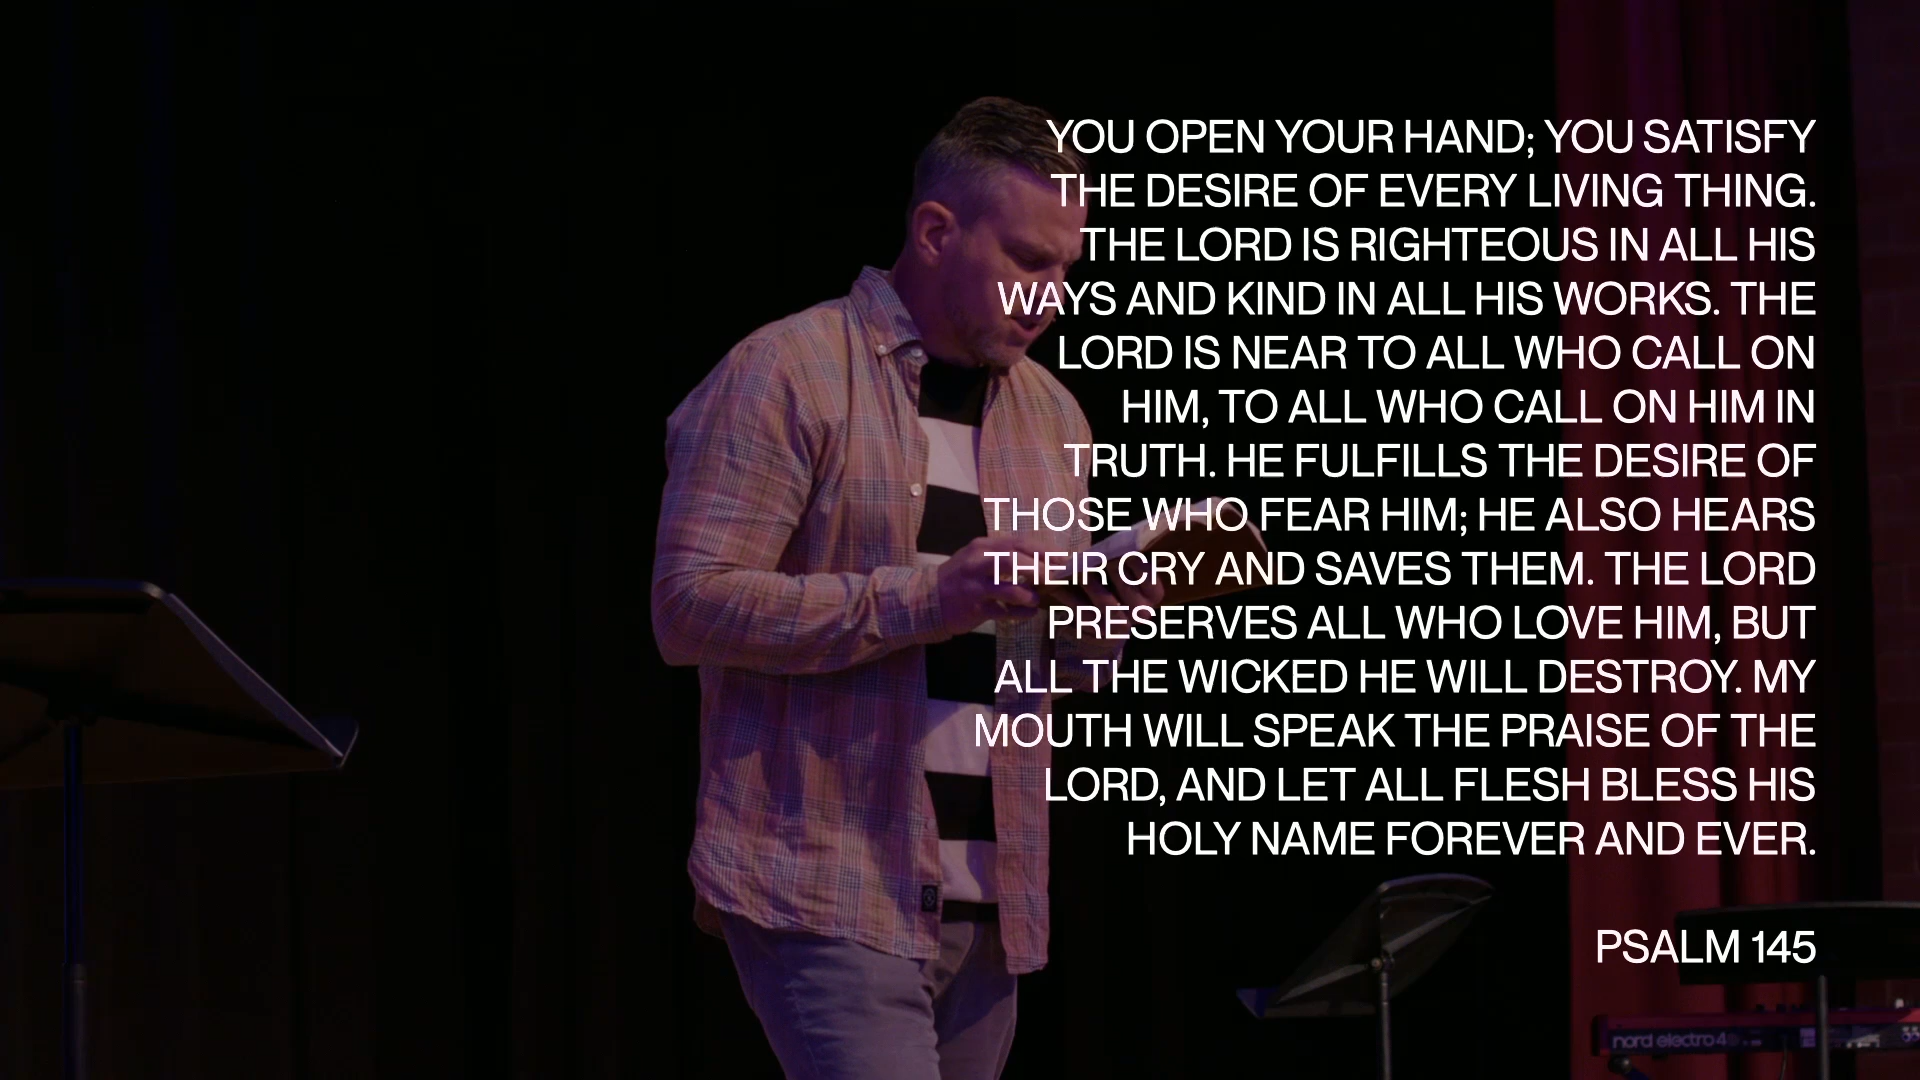 YOU OPEN YOUR HAND; YOU SATISFY
THE DESIRE OF EVERY LIVING THING.
THE LORD IS RIGHTEOUS IN ALL HIS
WAYS AND KIND IN ALL HIS WORKS. THE
LORD IS NEAR TO ALL WHO CALL ON
HIM, TO ALL WHO CALL ON HIM IN
TRUTH. HE FULFILLS THE DESIRE OF
THOSE WHO FEAR HIM; HE ALSO HEARS
THEIR CRY AND SAVES THEM. THE LORD
PRESERVES ALL WHO LOVE HIM, BUT
ALL THE WICKED HE WILL DESTROY. MY
MOUTH WILL SPEAK THE PRAISE OF THE
LORD, AND LET ALL FLESH BLESS HIS
HOLY NAME FOREVER AND EVER.
PSALM 145
nord electro 4